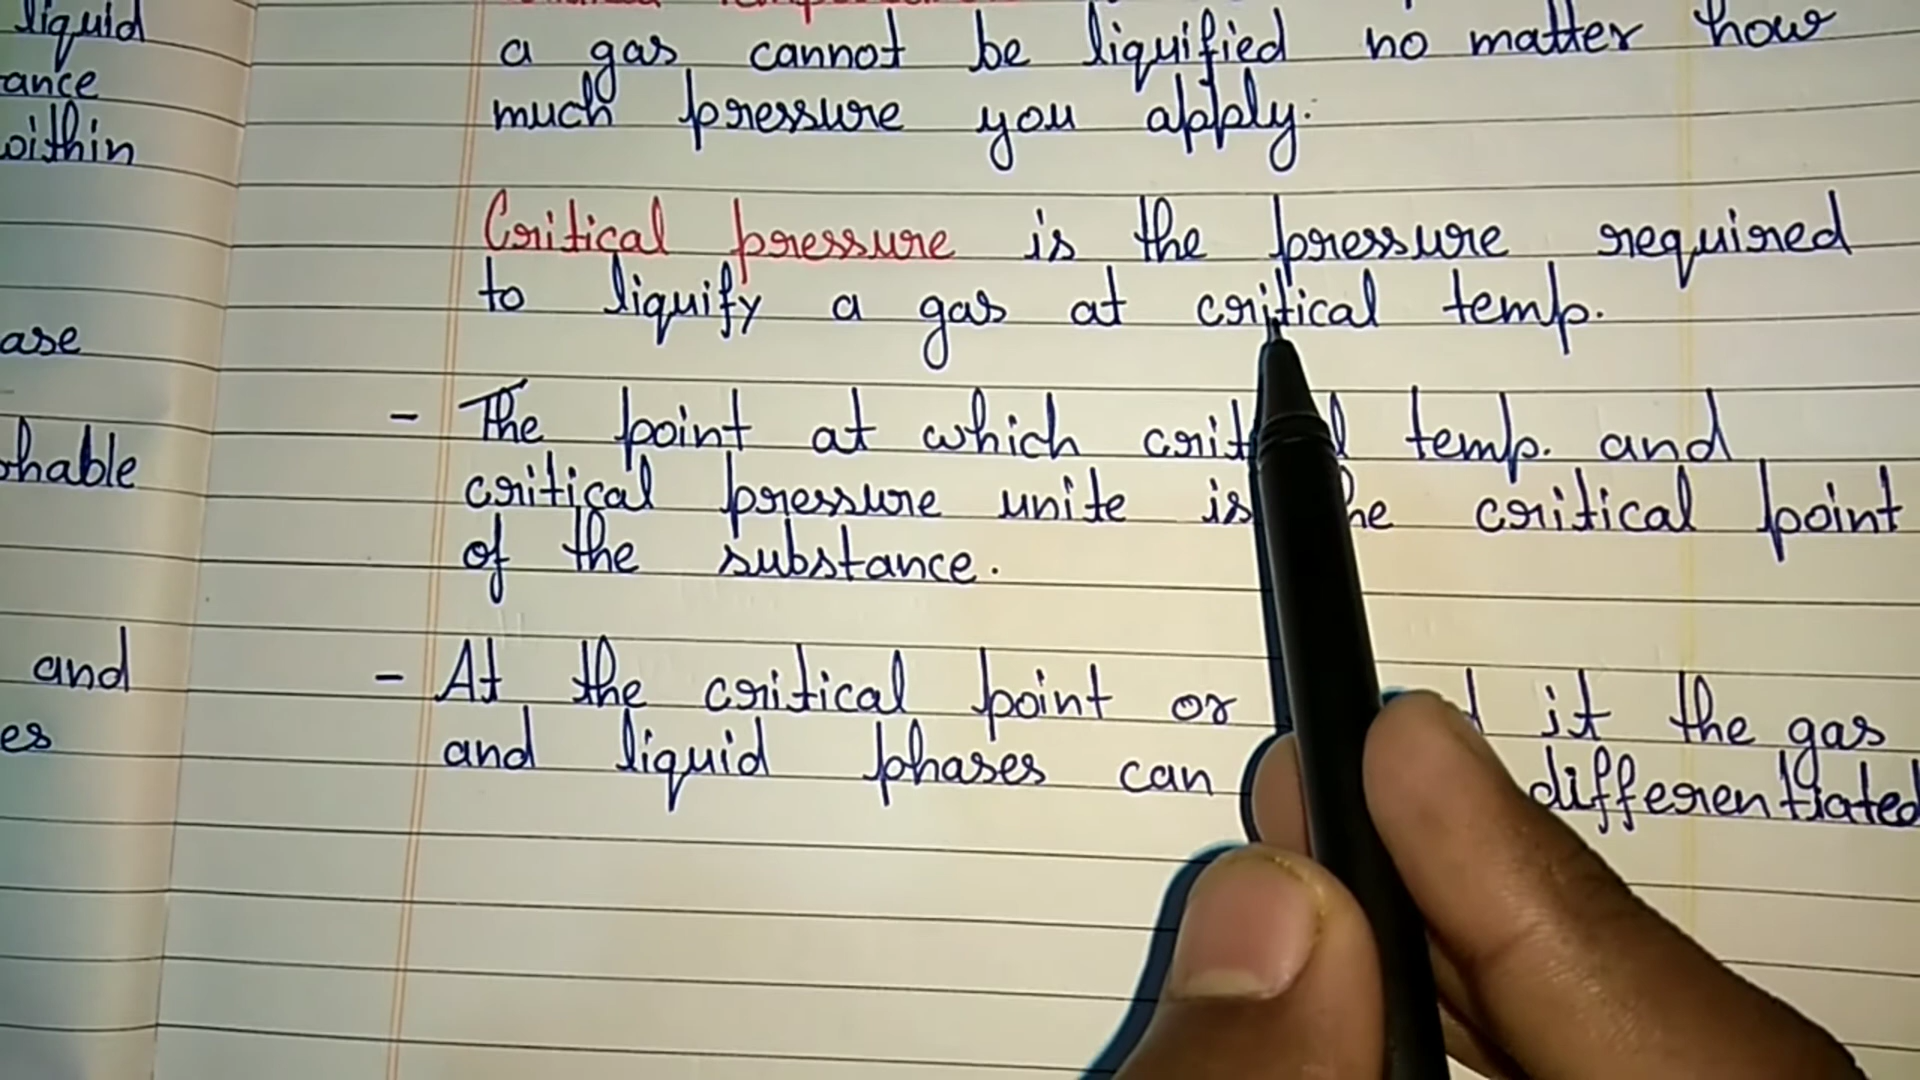 liquid
ance
within
ase
hable
and
es
a gas cannot be liquified no matter how
much pressure you apply.
Critical pressure is the pressure required
to liquify a gas at critical temp.
- The point at which temp. and
critical pressure unite is critical point
of the substance.
- At the critical point or it the gas
and liquid phases can differentiated